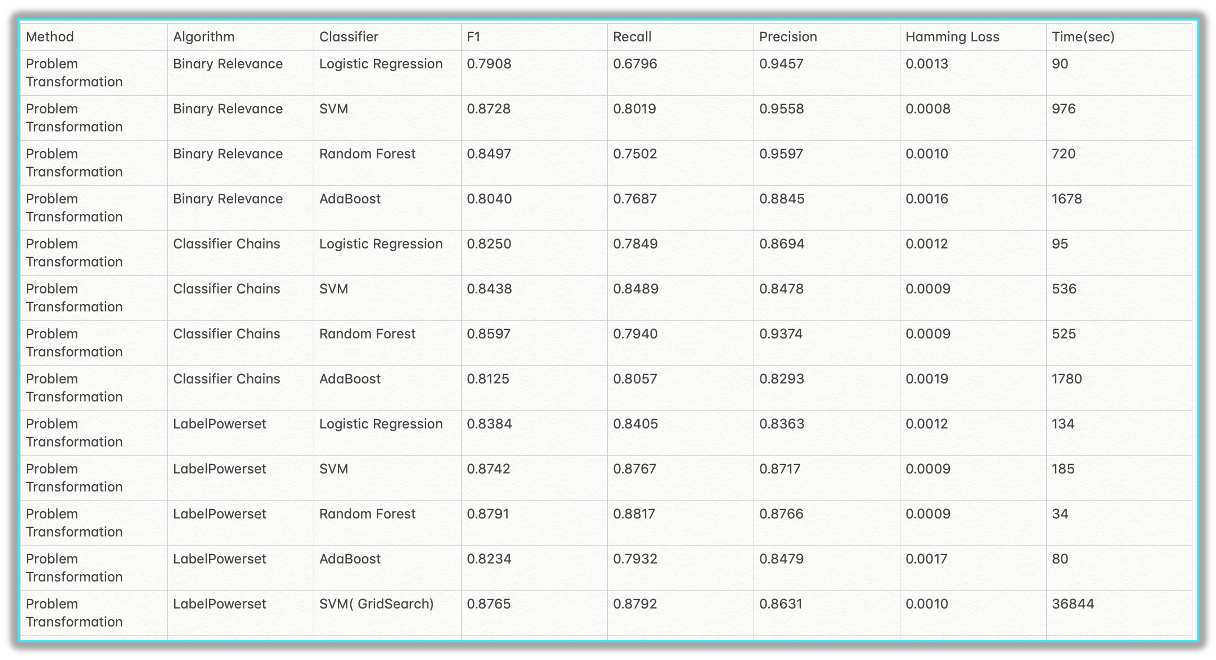 Method Algorithm Classifier F1 Recall Precision Hamming Loss Time(sec)
Problem Transformation Binary Relevance Logistic Regression 0.7908 0.6796 0.9457 0.0013 90
Problem Transformation Binary Relevance SVM 0.8728 0.8019 0.9558 0.0008 976
Problem Transformation Binary Relevance Random Forest 0.8497 0.7502 0.9597 0.0010 720
Problem Transformation Binary Relevance AdaBoost 0.8040 0.7687 0.8845 0.0016 1678
Problem Transformation Classifier Chains Logistic Regression 0.8250 0.7849 0.8694 0.0012 95
Problem Transformation Classifier Chains SVM 0.8438 0.8489 0.8478 0.0009 536
Problem Transformation Classifier Chains Random Forest 0.8597 0.7940 0.9374 0.0009 525
Problem Transformation Classifier Chains AdaBoost 0.8125 0.8057 0.8293 0.0019 1780
Problem Transformation LabelPowerset Logistic Regression 0.8384 0.8405 0.8363 0.0012 134
Problem Transformation LabelPowerset SVM 0.8742 0.8767 0.8717 0.0009 185
Problem Transformation LabelPowerset Random Forest 0.8791 0.8817 0.8766 0.0009 34
Problem Transformation LabelPowerset AdaBoost 0.8234 0.7932 0.8479 0.0017 80
Problem Transformation LabelPowerset SVM( GridSearch) 0.8765 0.8792 0.8631 0.0010 36844